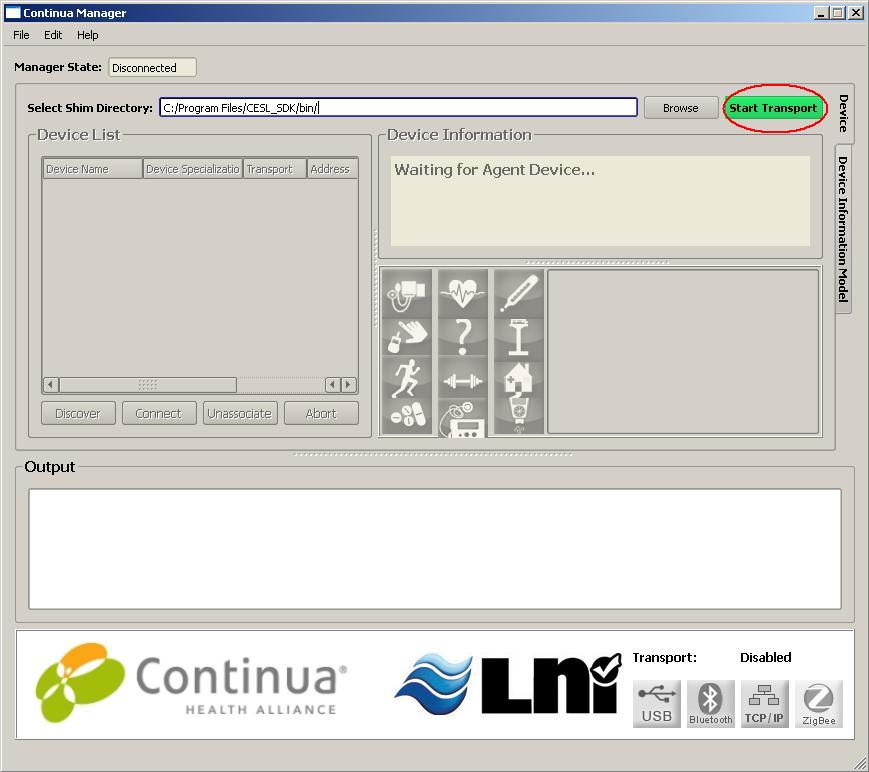 Continua Manager
File Edit Help
Manager State: Disconnected
Select Shim Directory: C:/Program Files/CESL_SDK/bin/ Browse Start Transport
Device
Device Information Model
Device List
Device Name Device Specializatio Transport Address
Discover Connect Unassociate Abort
Device Information
Waiting for Agent Device...
Output
Continua®
HEALTH ALLIANCE
LNI
Transport: Disabled
USB Bluetooth TCP/IP ZigBee